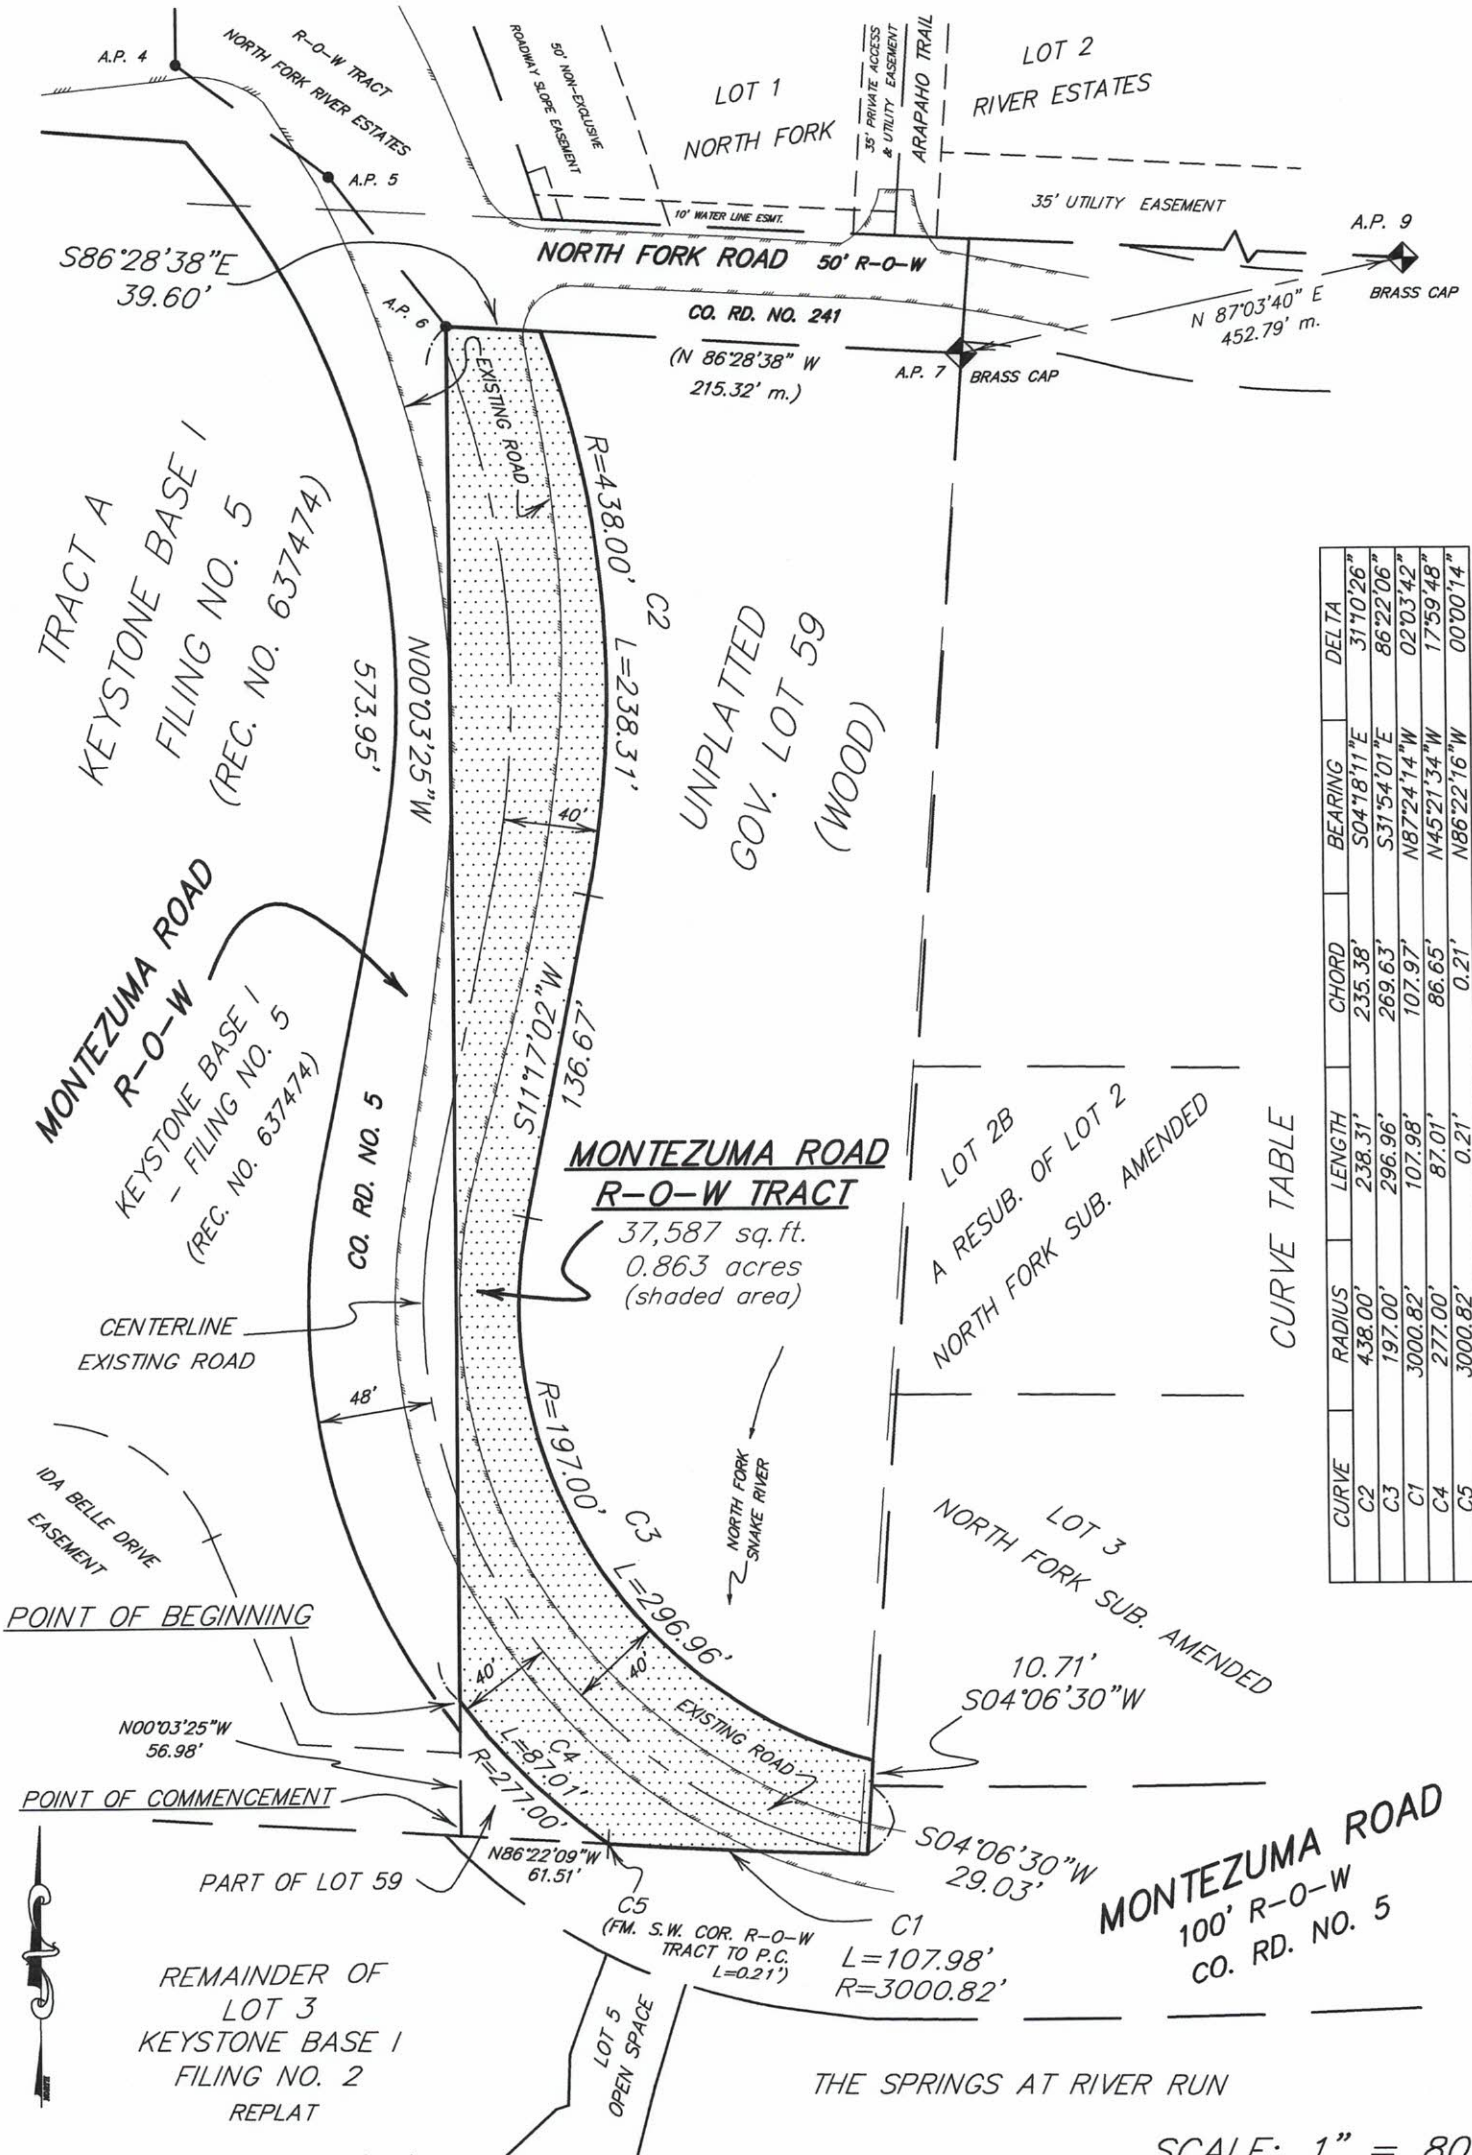 A.P. 4
R-O-W TRACT
NORTH FORK RIVER ESTATES
A.P. 5
50' NON-EXCLUSIVE
ROADWAY SLOPE EASEMENT
LOT 1
NORTH FORK
35' PRIVATE ACCESS
& UTILITY EASEMENT
ARAPAHO TRAIL
LOT 2
RIVER ESTATES
35' UTILITY EASEMENT
10' WATER LINE ESMT.
A.P. 9
BRASS CAP
N 87°03'40" E
452.79' m.
NORTH FORK ROAD 50' R-O-W
CO. RD. NO. 241
(N 86°28'38" W
215.32' m.)
A.P. 7
BRASS CAP
S86°28'38"E
39.60'
A.P. 6
EXISTING ROAD
TRACT A
KEYSTONE BASE I
FILING NO. 5
(REC. NO. 637474)
N00°03'25"W
573.95'
R=438.00'
C2
L=238.31'
40'
UNPLATTED
GOV. LOT 59
(WOOD)
MONTEZUMA ROAD
R-O-W
KEYSTONE BASE I
- FILING NO. 5
(REC. NO. 637474)
CO. RD. NO. 5
S11°17'02"W
136.67'
MONTEZUMA ROAD
R-O-W TRACT
37,587 sq.ft.
0.863 acres
(shaded area)
LOT 2B
A RESUB. OF LOT 2
NORTH FORK SUB. AMENDED
CENTERLINE
EXISTING ROAD
48'
R=197.00'
C3
L=296.96'
40'
40'
NORTH FORK
SNAKE RIVER
LOT 3
NORTH FORK SUB. AMENDED
IDA BELLE DRIVE
EASEMENT
POINT OF BEGINNING
N00°03'25"W
56.98'
POINT OF COMMENCEMENT
C4
L=87.01'
R=277.00'
EXISTING ROAD
10.71'
S04°06'30"W
S04°06'30"W
29.03'
PART OF LOT 59
N86°22'09"W
61.51'
C5
(FM. S.W. COR. R-O-W
TRACT TO P.C.
L=0.21')
C1
L=107.98'
R=3000.82'
MONTEZUMA ROAD
100' R-O-W
CO. RD. NO. 5
NORTH
REMAINDER OF
LOT 3
KEYSTONE BASE I
FILING NO. 2
REPLAT
LOT 5
OPEN SPACE
THE SPRINGS AT RIVER RUN
SCALE: 1" = 80
CURVE TABLE
CURVE RADIUS LENGTH CHORD BEARING DELTA
C2 438.00' 238.31' 235.38' S04°18'11"E 31°10'26"
C3 197.00' 296.96' 269.63' S31°54'01"E 86°22'06"
C1 3000.82' 107.98' 107.97' N87°24'14"W 02°03'42"
C4 277.00' 87.01' 86.65' N45°21'34"W 17°59'48"
C5 3000.82' 0.21' 0.21' N86°22'16"W 00°00'14"